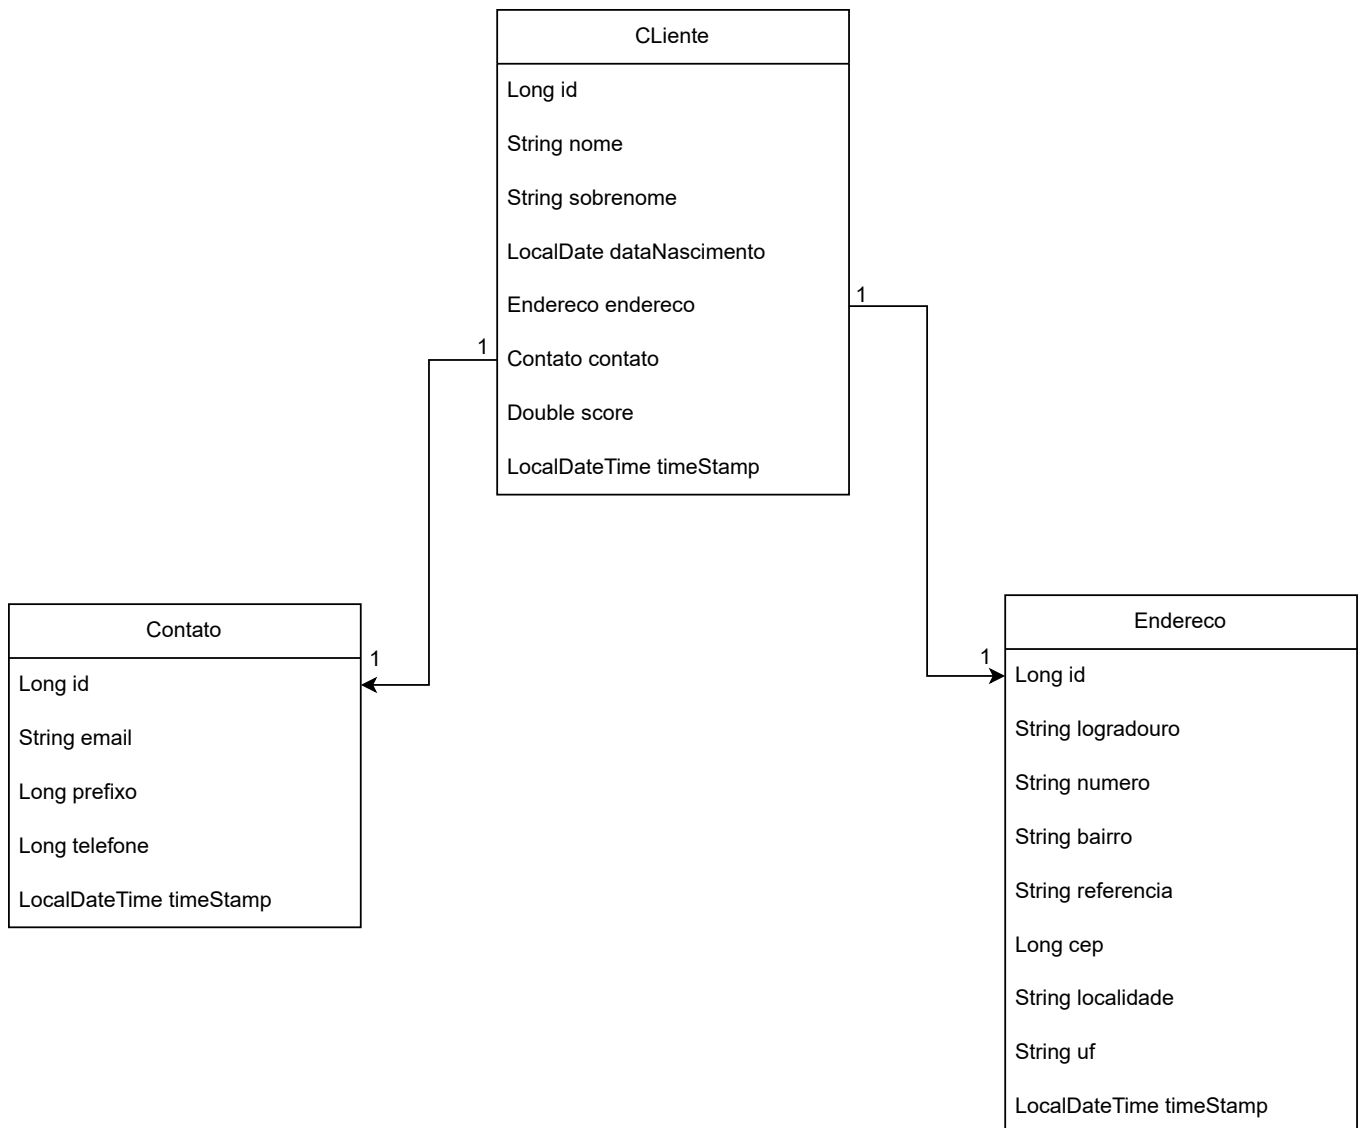 CLiente
Long id
String nome
String sobrenome
LocalDate dataNascimento
Endereco endereco
1
1
Contato contato
Double score
LocalDateTime timeStamp
Contato
1
Long id
String email
Long prefixo
Long telefone
LocalDateTime timeStamp
Endereco
1
Long id
String logradouro
String numero
String bairro
String referencia
Long cep
String localidade
String uf
LocalDateTime timeStamp